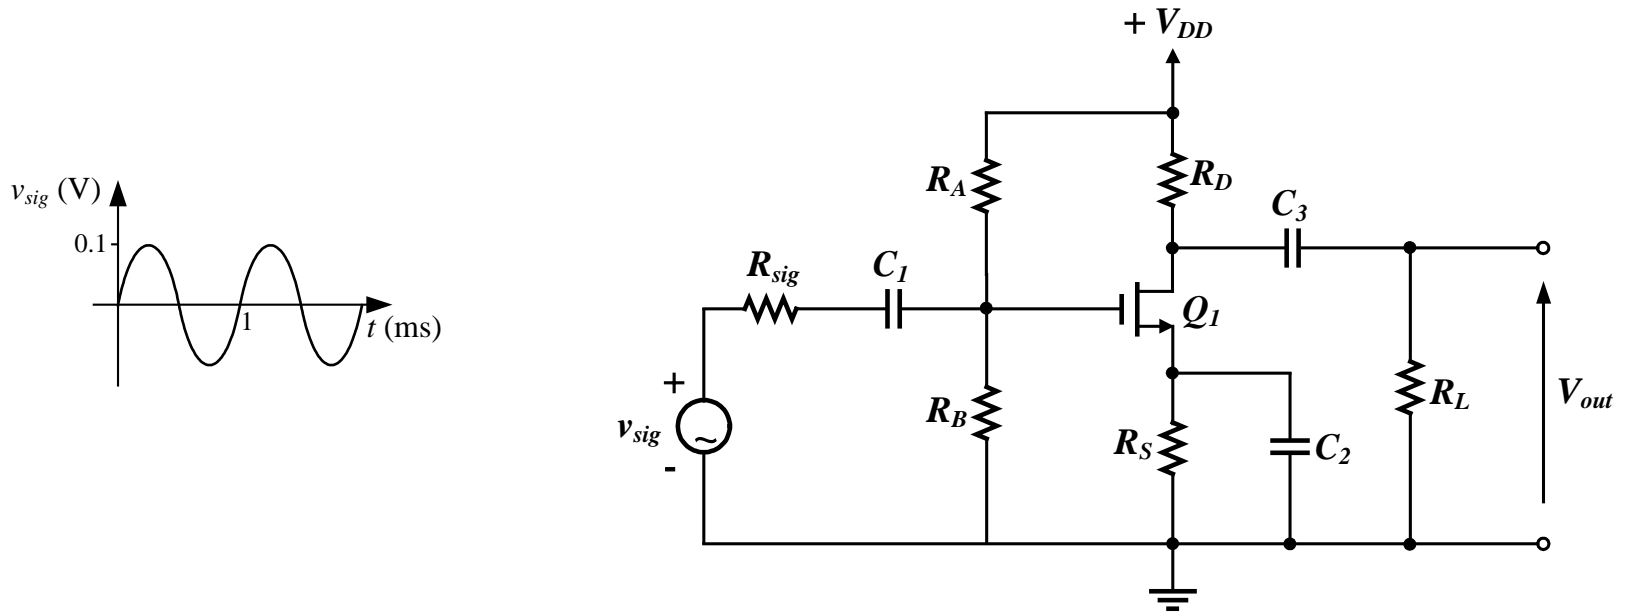 v_sig (V)
0.1
1
t (ms)
+ V_DD
R_A
R_D
C_3
R_sig
C_1
Q_1
+
v_sig
-
R_B
R_S
C_2
R_L
V_out